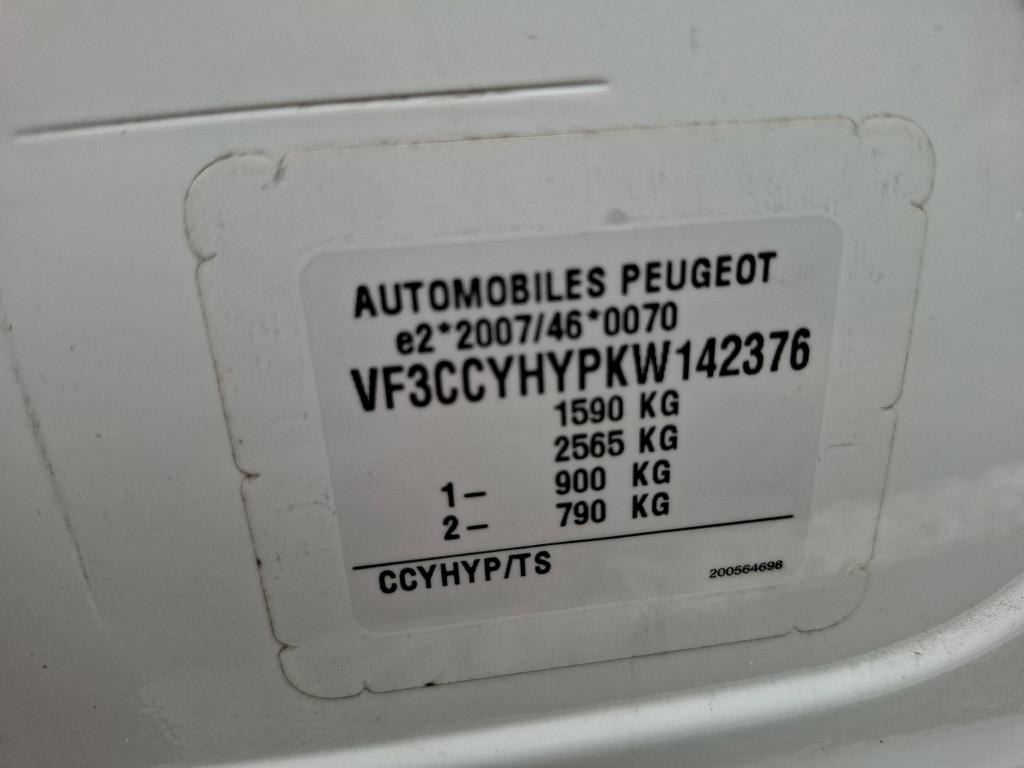 AUTOMOBILES PEUGEOT
e2*2007/46*0070
VF3CCYHYPKW142376
1590 KG
2565 KG
1– 900 KG
2– 790 KG
CCYHYP/TS 200564698